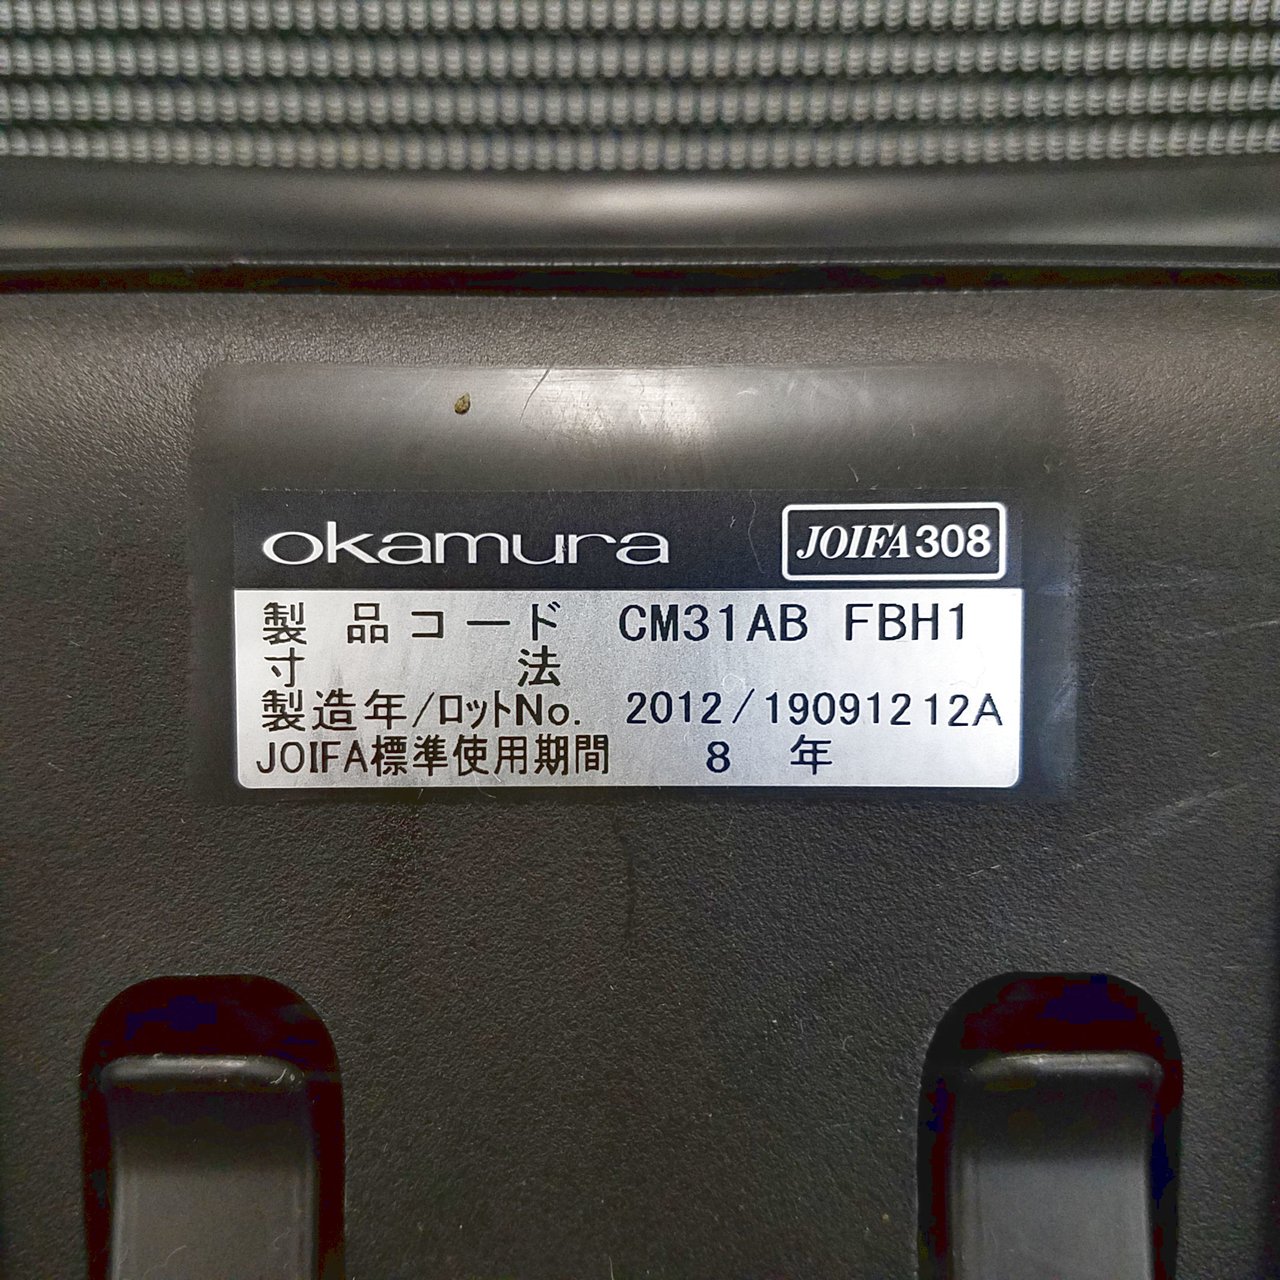 okamura JOIFA308
製品コード CM31AB FBH1
寸法
製造年/ロットNo. 2012/19091212A
JOIFA標準使用期間 8年